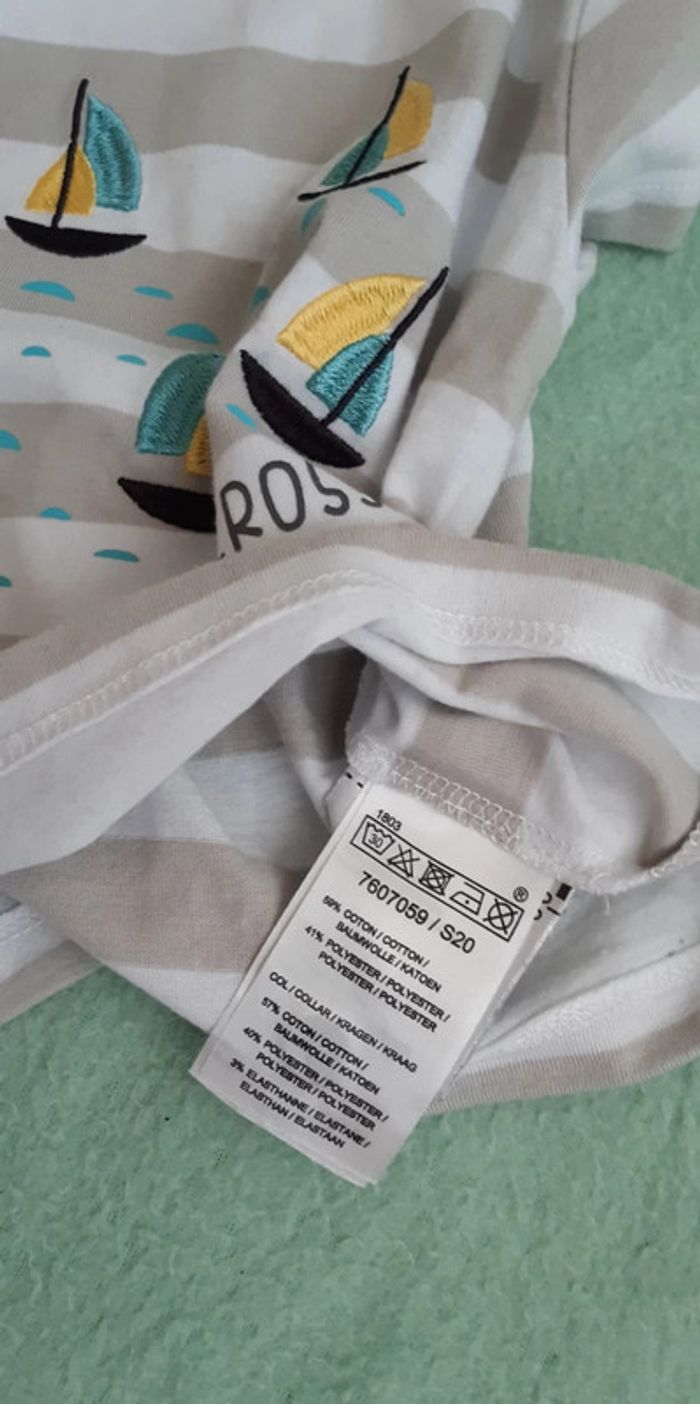 ROSS
1803
30
®
7607059 / S20
59% COTON / COTTON /
BAUMWOLLE / KATOEN
41% POLYESTER / POLYESTER /
POLYESTER / POLYESTER
COL / COLLAR / KRAGEN / KRAAG
57% COTON / COTTON /
BAUMWOLLE / KATOEN
40% POLYESTER / POLYESTER /
POLYESTER / POLYESTER
3% ELASTHANNE / ELASTANE /
ELASTHAN / ELASTAAN